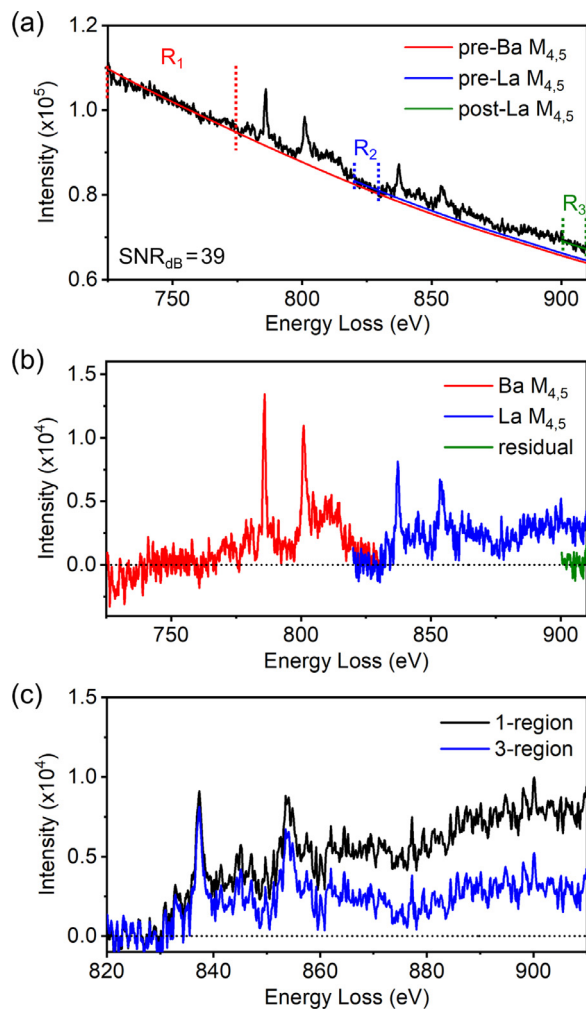 (a)
1.2
1.0
0.8
0.6
Intensity (x10⁵)
R₁
R₂
R₃
pre-Ba M₄,₅
pre-La M₄,₅
post-La M₄,₅
SNR_dB = 39
750 800 850 900
Energy Loss (eV)
(b)
1.5
1.0
0.5
0.0
Intensity (x10⁴)
Ba M₄,₅
La M₄,₅
residual
750 800 850 900
Energy Loss (eV)
(c)
1.5
1.0
0.5
0.0
Intensity (x10⁴)
1-region
3-region
820 840 860 880 900
Energy Loss (eV)